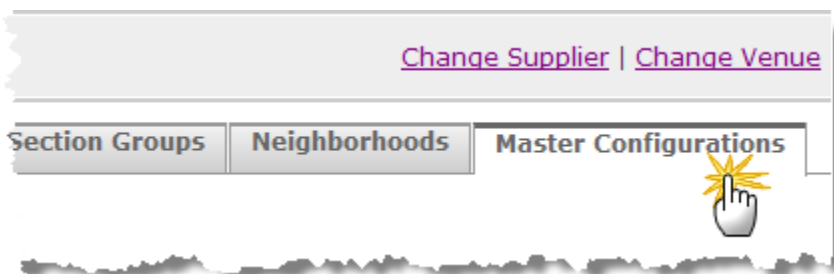 Change Supplier | Change Venue
Section Groups Neighborhoods Master Configurations